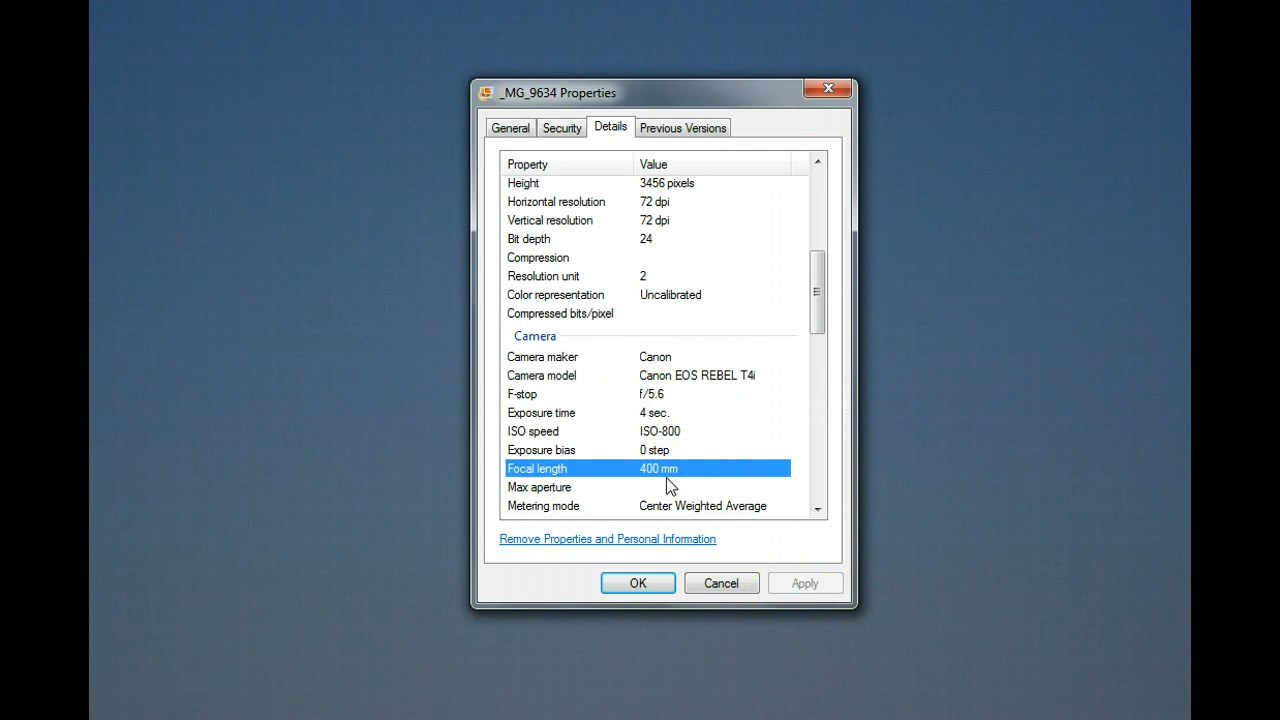 _MG_9634 Properties
General Security Details Previous Versions
Property Value
Height 3456 pixels
Horizontal resolution 72 dpi
Vertical resolution 72 dpi
Bit depth 24
Compression
Resolution unit 2
Color representation Uncalibrated
Compressed bits/pixel
Camera
Camera maker Canon
Camera model Canon EOS REBEL T4i
F-stop f/5.6
Exposure time 4 sec.
ISO speed ISO-800
Exposure bias 0 step
Focal length 400 mm
Max aperture
Metering mode Center Weighted Average
Remove Properties and Personal Information
OK Cancel Apply